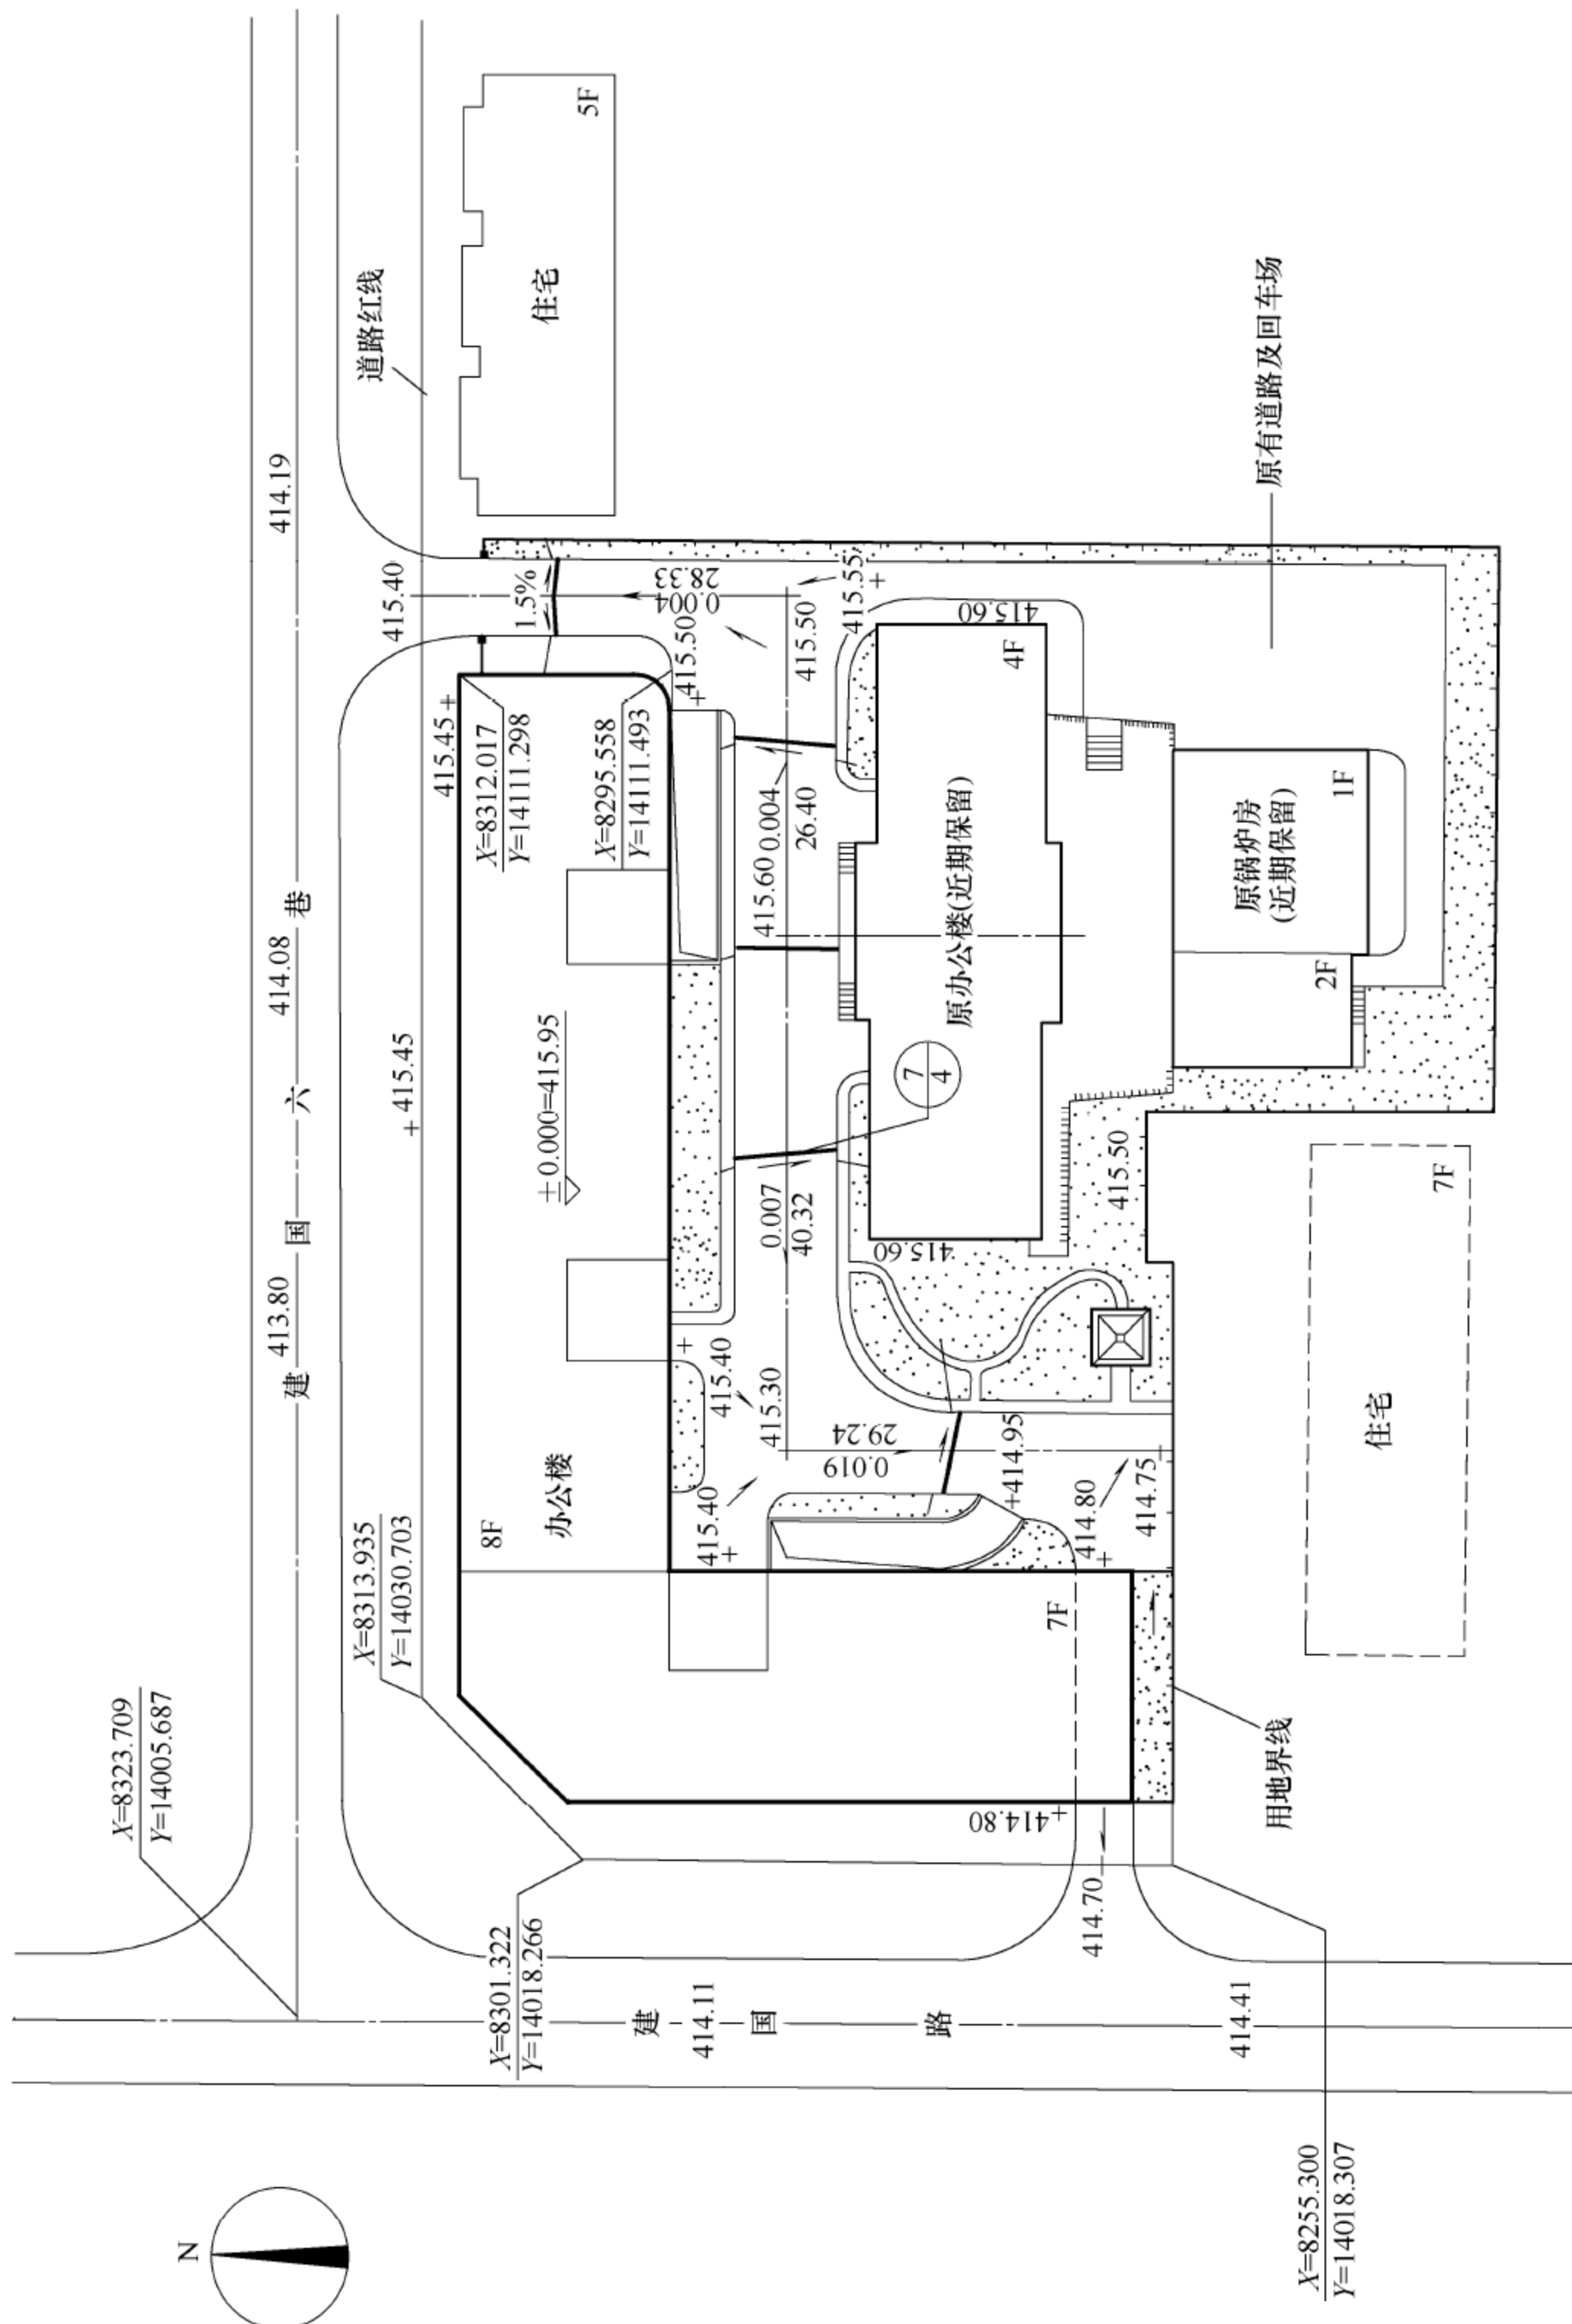 N
X=8323.709
Y=14005.687
建 国 六 巷
413.80
414.08
414.19
X=8313.935
Y=14030.703
+415.45
415.45+
415.40
道路红线
X=8301.322
Y=14018.266
8F
办公楼
±0.000=415.95
X=8312.017
Y=14111.298
X=8295.558
Y=14111.493
1.5%
住宅
5F
建 国 路
414.11
414.41
415.40
415.40
415.30
415.50
0.004
28.33
415.60
0.004
26.40
415.50
415.55
0.007
40.32
0.019
29.24
7
4
原办公楼(近期保留)
4F
415.60
415.60
414.80
7F
414.95
414.80
414.75
414.70
415.50
原锅炉房
(近期保留)
1F
2F
原有道路及回车场
用地界线
住宅
7F
X=8255.300
Y=14018.307